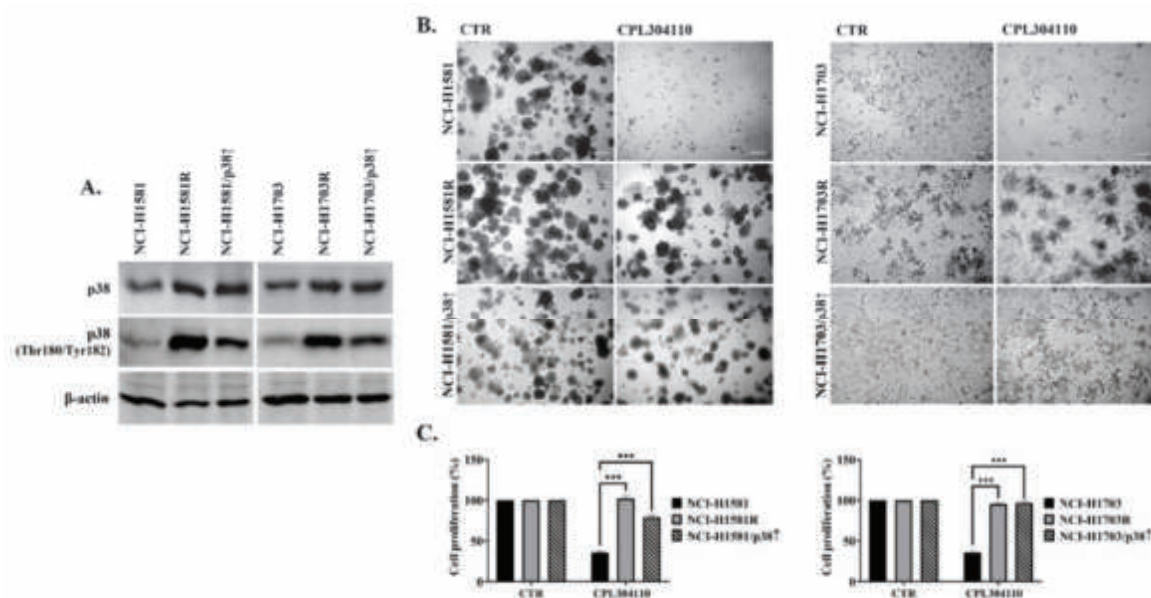 A.
NCI-H1581
NCI-H1581R
NCI-H1581/p38↑
NCI-H1703
NCI-H1703R
NCI-H1703/p38↑
p38
p38
(Thr180/Tyr182)
β-actin
B.
CTR
CPL304110
CTR
CPL304110
NCI-H1581
NCI-H1581R
NCI-H1581/p38↑
NCI-H1703
NCI-H1703R
NCI-H1703/p38↑
C.
Cell proliferation (%)
150
100
50
0
***
***
CTR
CPL304110
NCI-H1581
NCI-H1581R
NCI-H1581/p38↑
Cell proliferation (%)
150
100
50
0
***
***
CTR
CPL304110
NCI-H1703
NCI-H1703R
NCI-H1703/p38↑